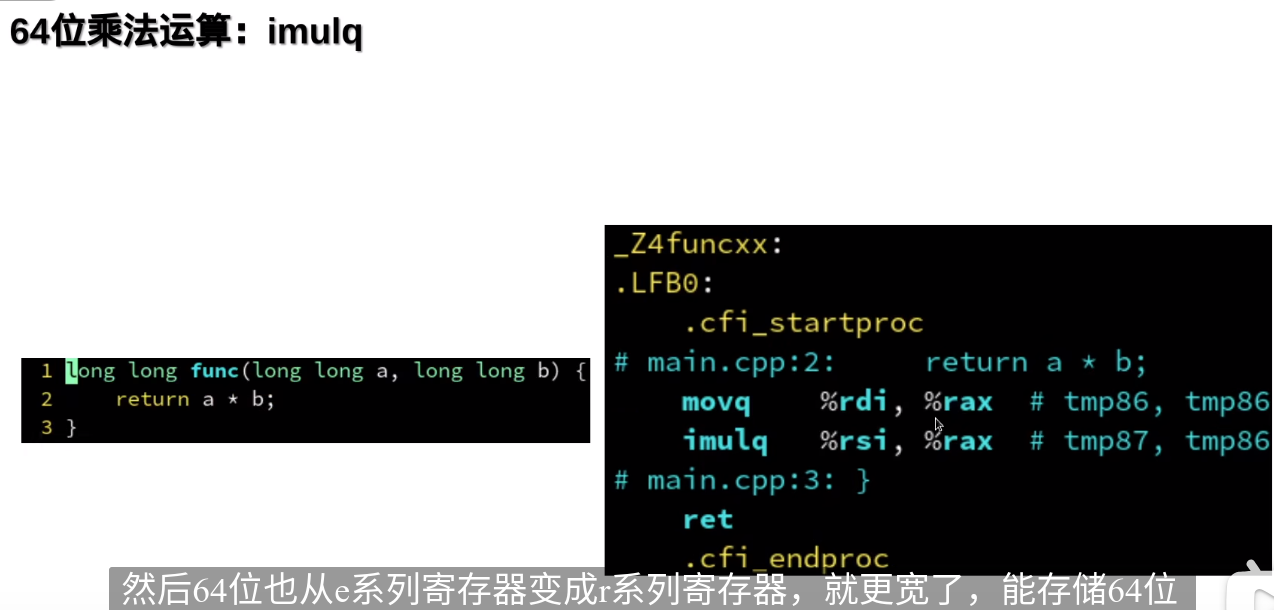 64位乘法运算：imulq
1 long long func(long long a, long long b) {
2     return a * b;
3 }
_Z4funcxx:
.LFB0:
    .cfi_startproc
# main.cpp:2:     return a * b;
    movq    %rdi, %rax  # tmp86, tmp86
    imulq   %rsi, %rax  # tmp87, tmp86
# main.cpp:3: }
    ret
    .cfi_endproc
然后64位也从e系列寄存器变成r系列寄存器，就更宽了，能存储64位